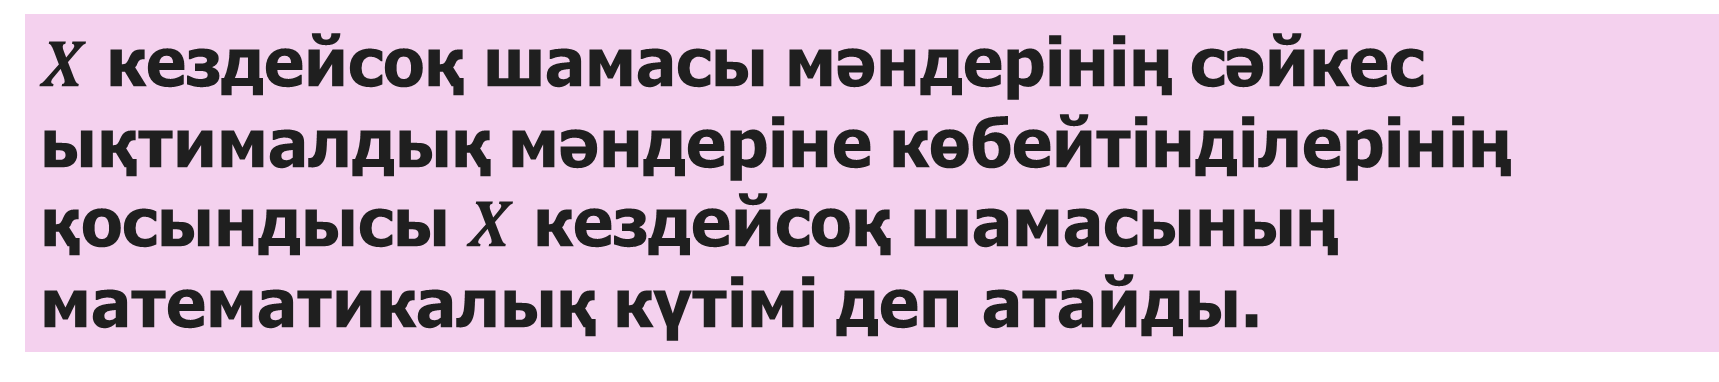 X кездейсоқ шамасы мәндерінің сәйкес
ықтималдық мәндеріне көбейтінділерінің
қосындысы X кездейсоқ шамасының
математикалық күтімі деп атайды.